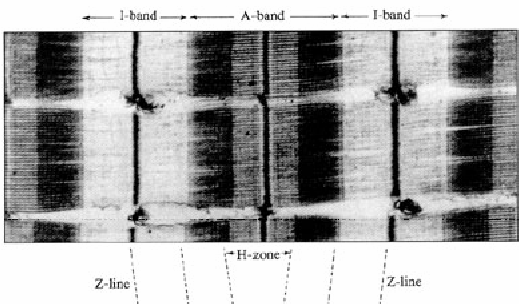 I-band A-band I-band
H-zone
Z-line Z-line